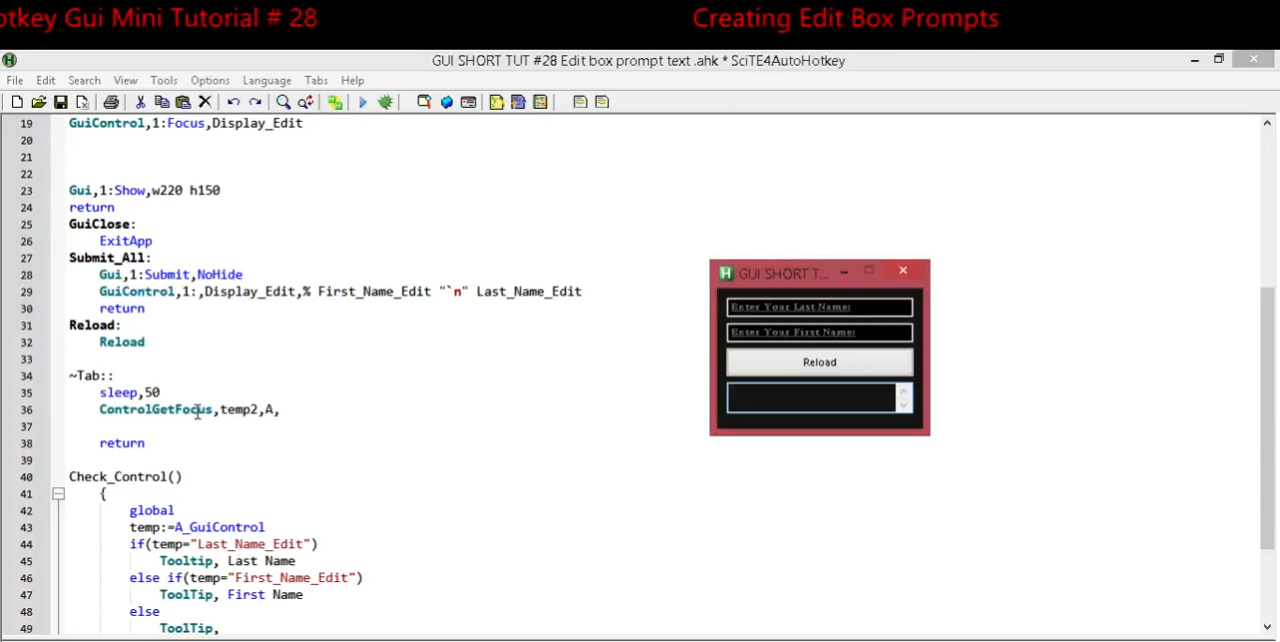 otkey Gui Mini Tutorial # 28
Creating Edit Box Prompts
GUI SHORT TUT #28 Edit box prompt text .ahk * SciTE4AutoHotkey
File Edit Search View Tools Options Language Tabs Help
19 GuiControl,1:Focus,Display_Edit
20
21
22
23 Gui,1:Show,w220 h150
24 return
25 GuiClose:
26 ExitApp
27 Submit_All:
28 Gui,1:Submit,NoHide
29 GuiControl,1:,Display_Edit,% First_Name_Edit "`n" Last_Name_Edit
30 return
31 Reload:
32 Reload
33
34 ~Tab::
35 sleep,50
36 ControlGetFocus,temp2,A,
37
38 return
39
40 Check_Control()
41 {
42 global
43 temp:=A_GuiControl
44 if(temp="Last_Name_Edit")
45 Tooltip, Last Name
46 else if(temp="First_Name_Edit")
47 ToolTip, First Name
48 else
49 ToolTip,
GUI SHORT T...
Enter Your Last Name:
Enter Your First Name:
Reload